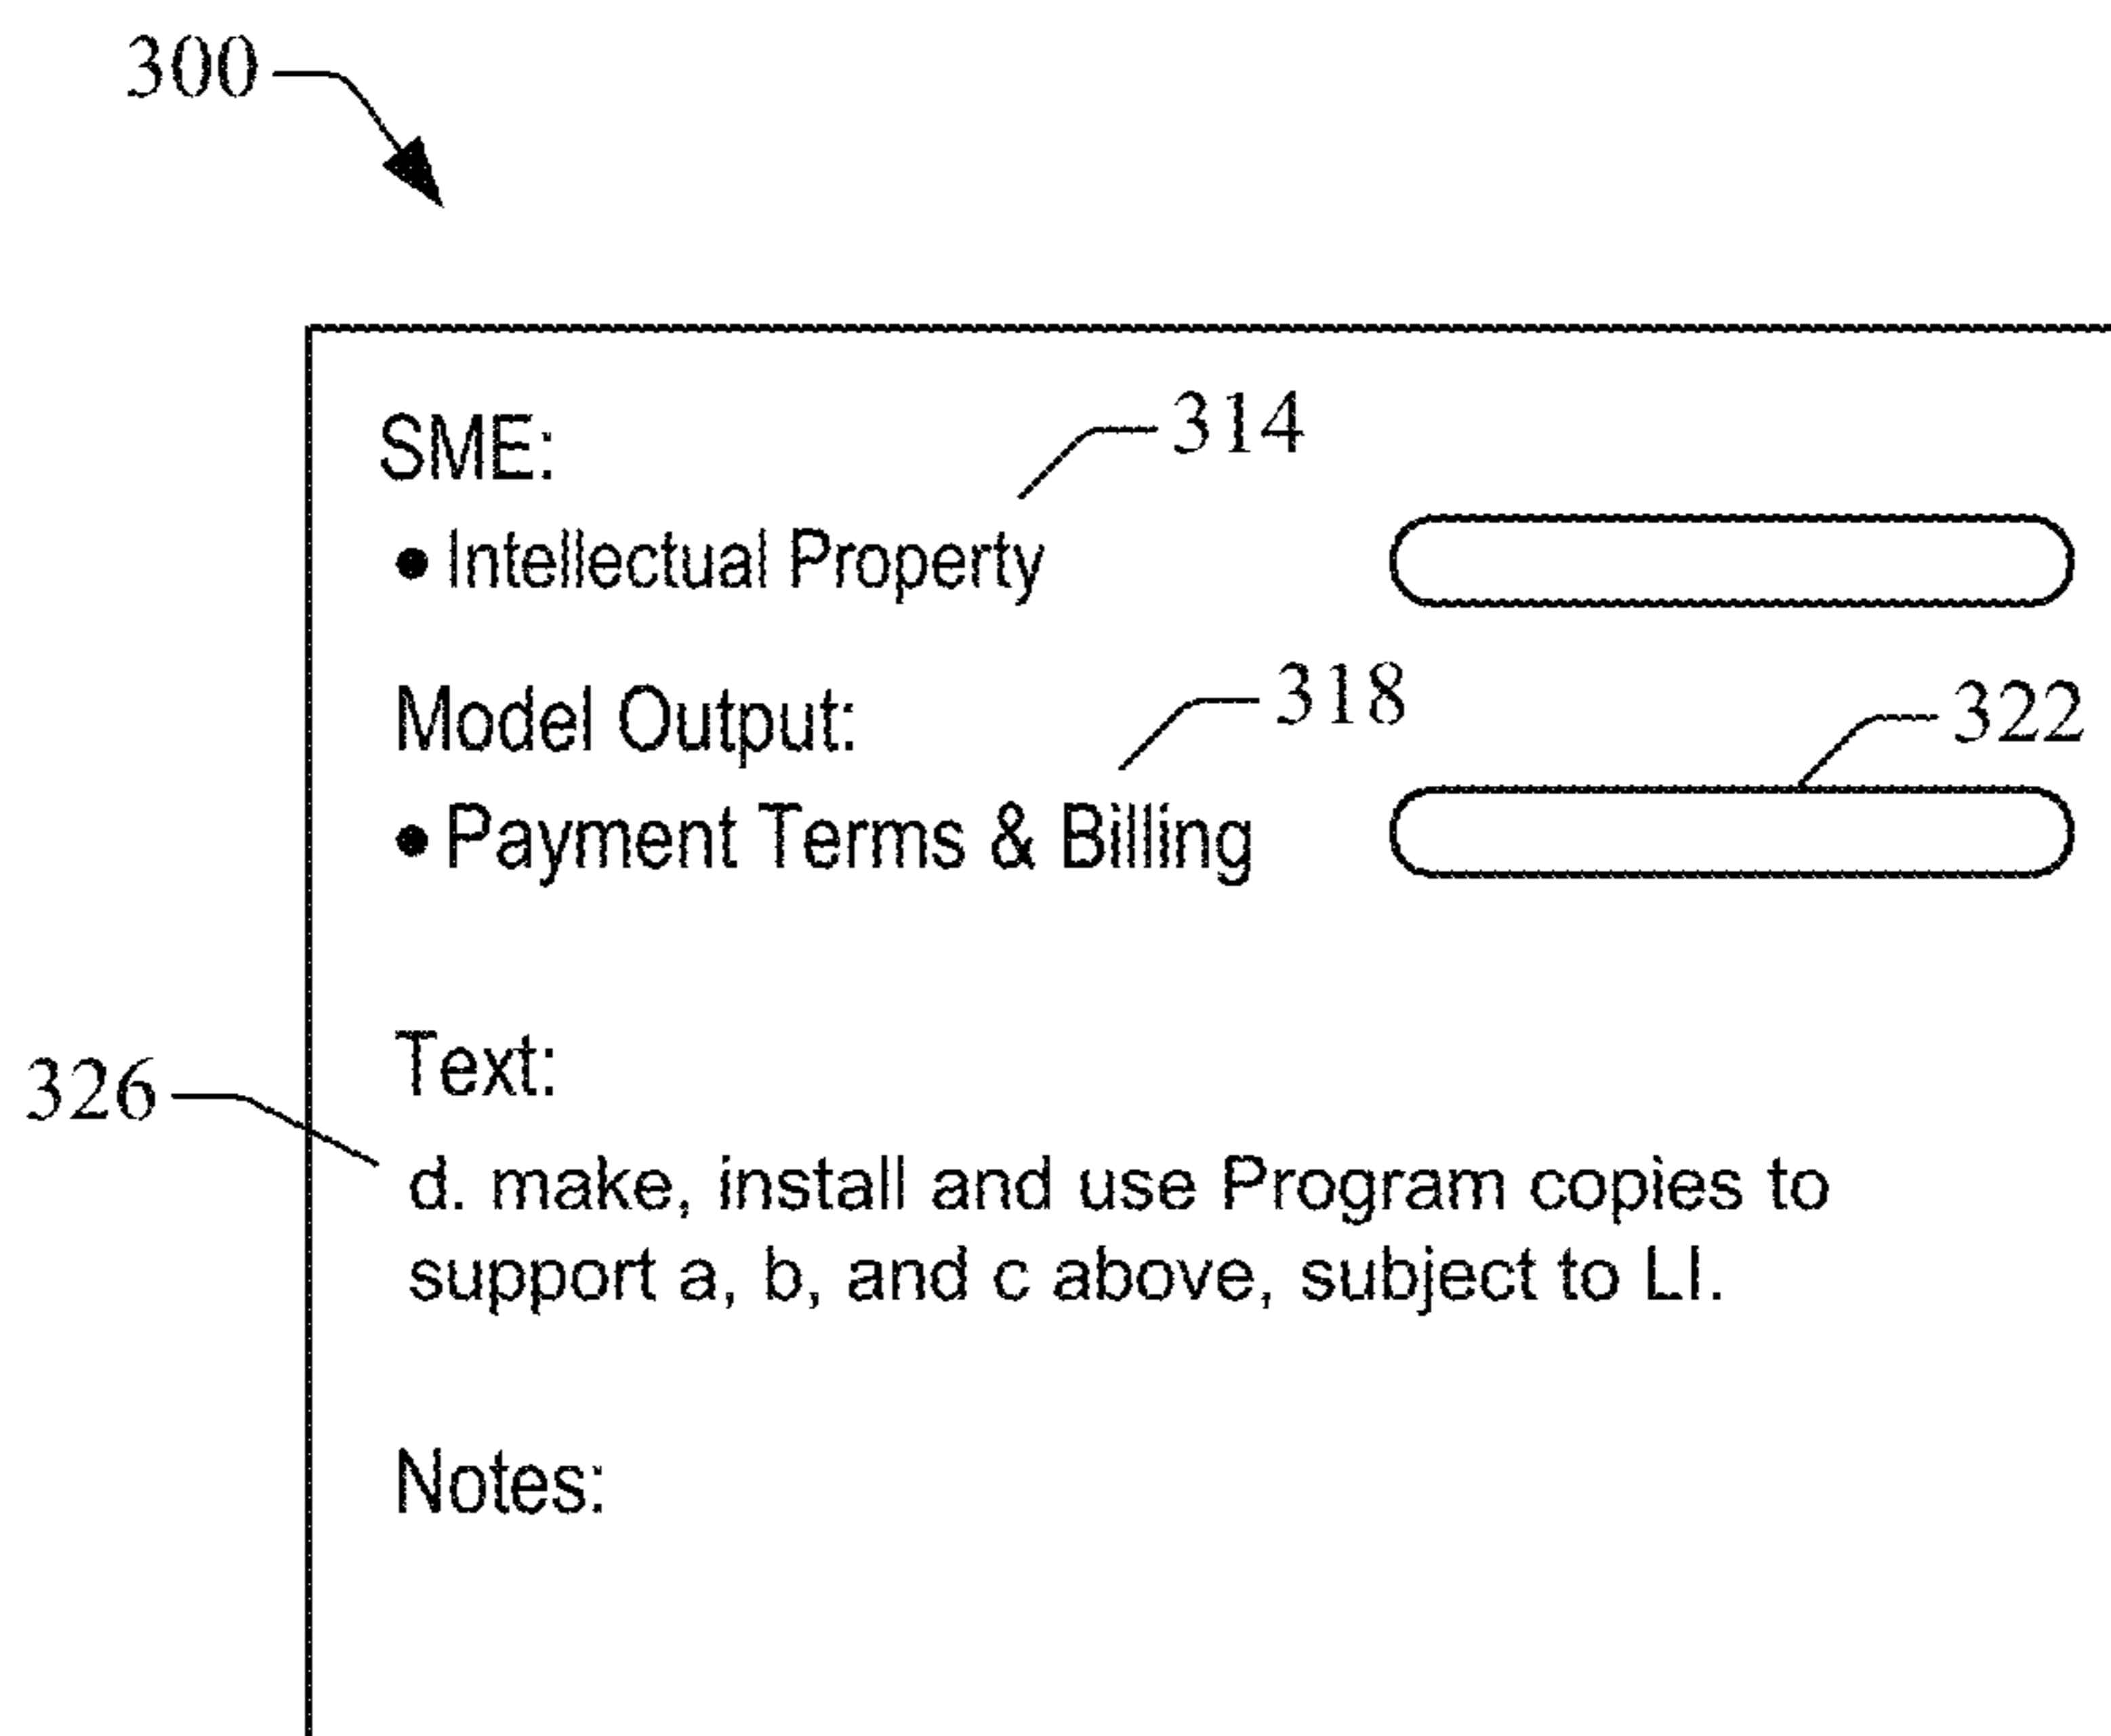 300
SME:
314
• Intellectual Property
Model Output:
318
322
• Payment Terms & Billing
Text:
326
d. make, install and use Program copies to
support a, b, and c above, subject to LI.
Notes: